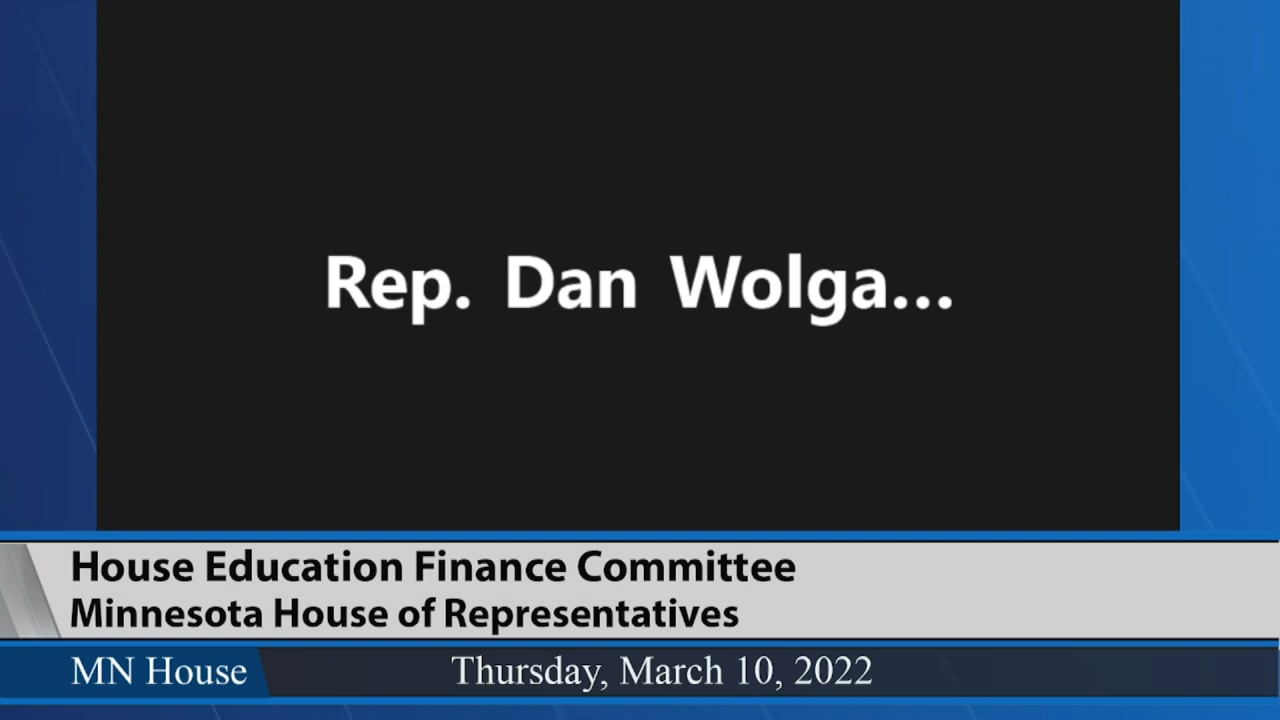 Rep. Dan Wolga...
House Education Finance Committee
Minnesota House of Representatives
MN House
Thursday, March 10, 2022